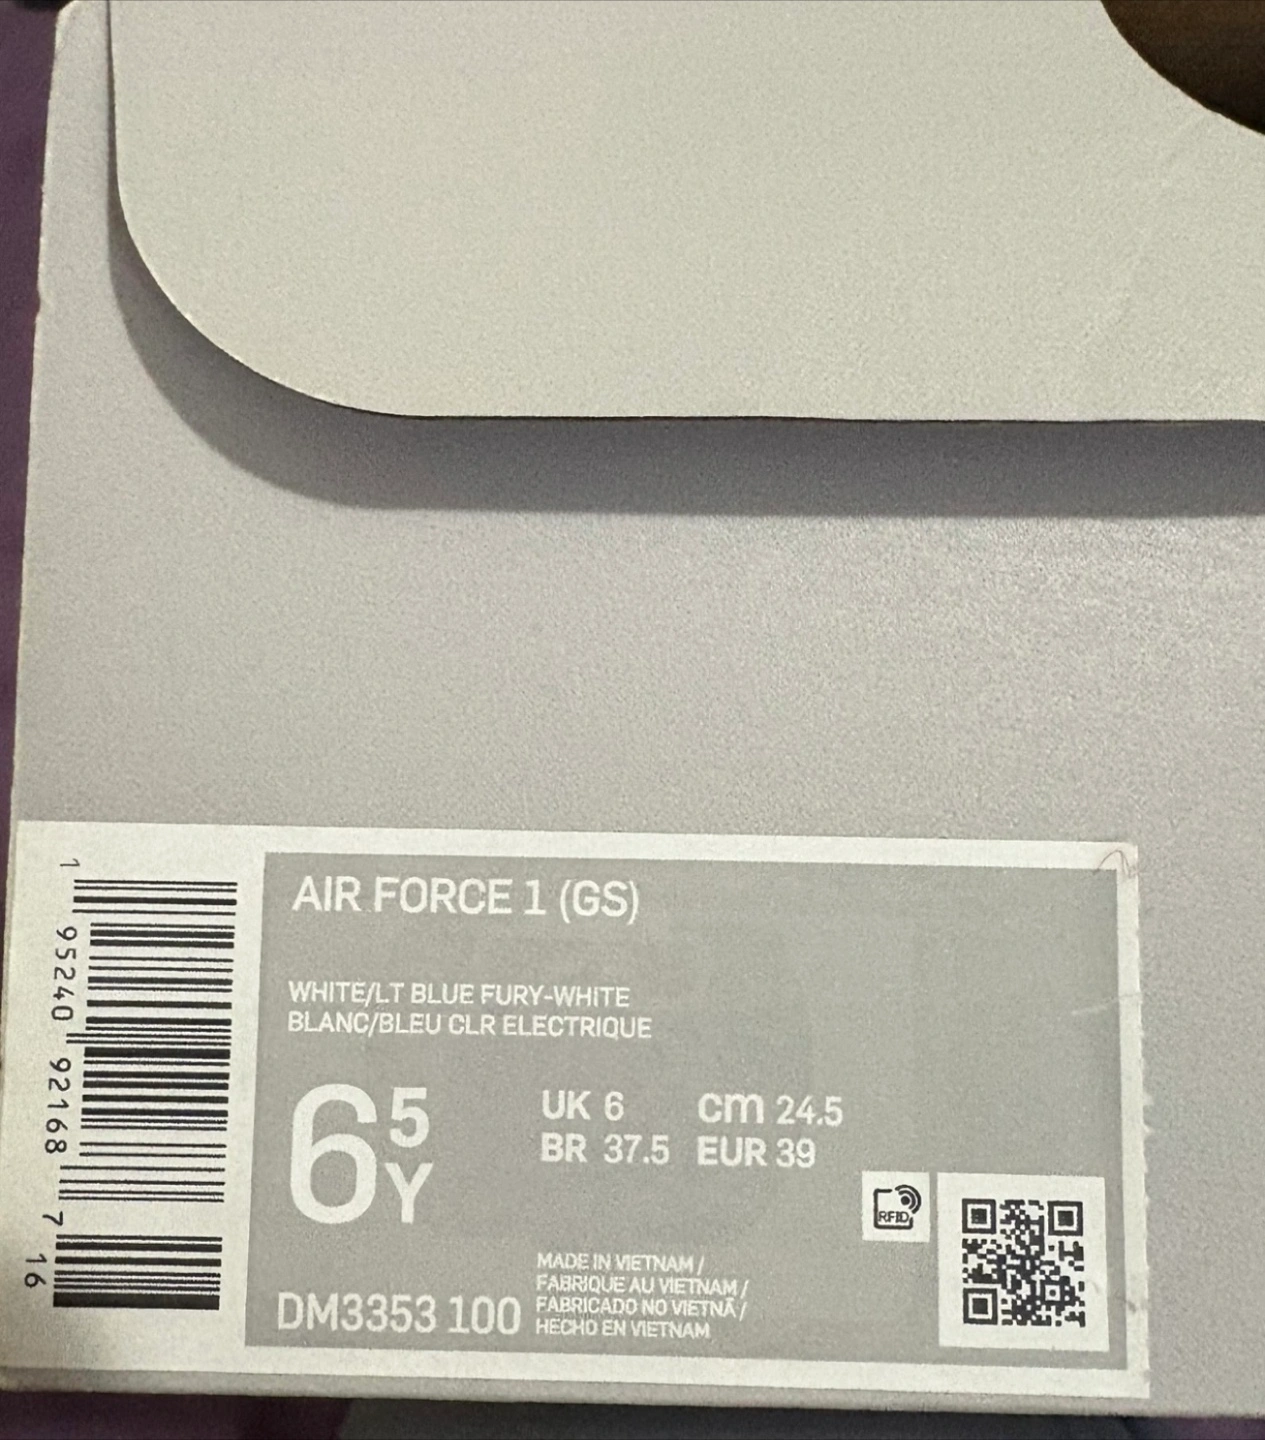 AIR FORCE 1 (GS)
WHITE/LT BLUE FURY-WHITE
BLANC/BLEU CLR ELECTRIQUE
6 5 Y
UK 6 cm 24.5
BR 37.5 EUR 39
RFID
MADE IN VIETNAM /
FABRIQUE AU VIETNAM /
FABRICADO NO VIETNÃ /
HECHO EN VIETNAM
DM3353 100
1 95240 92168 7 16